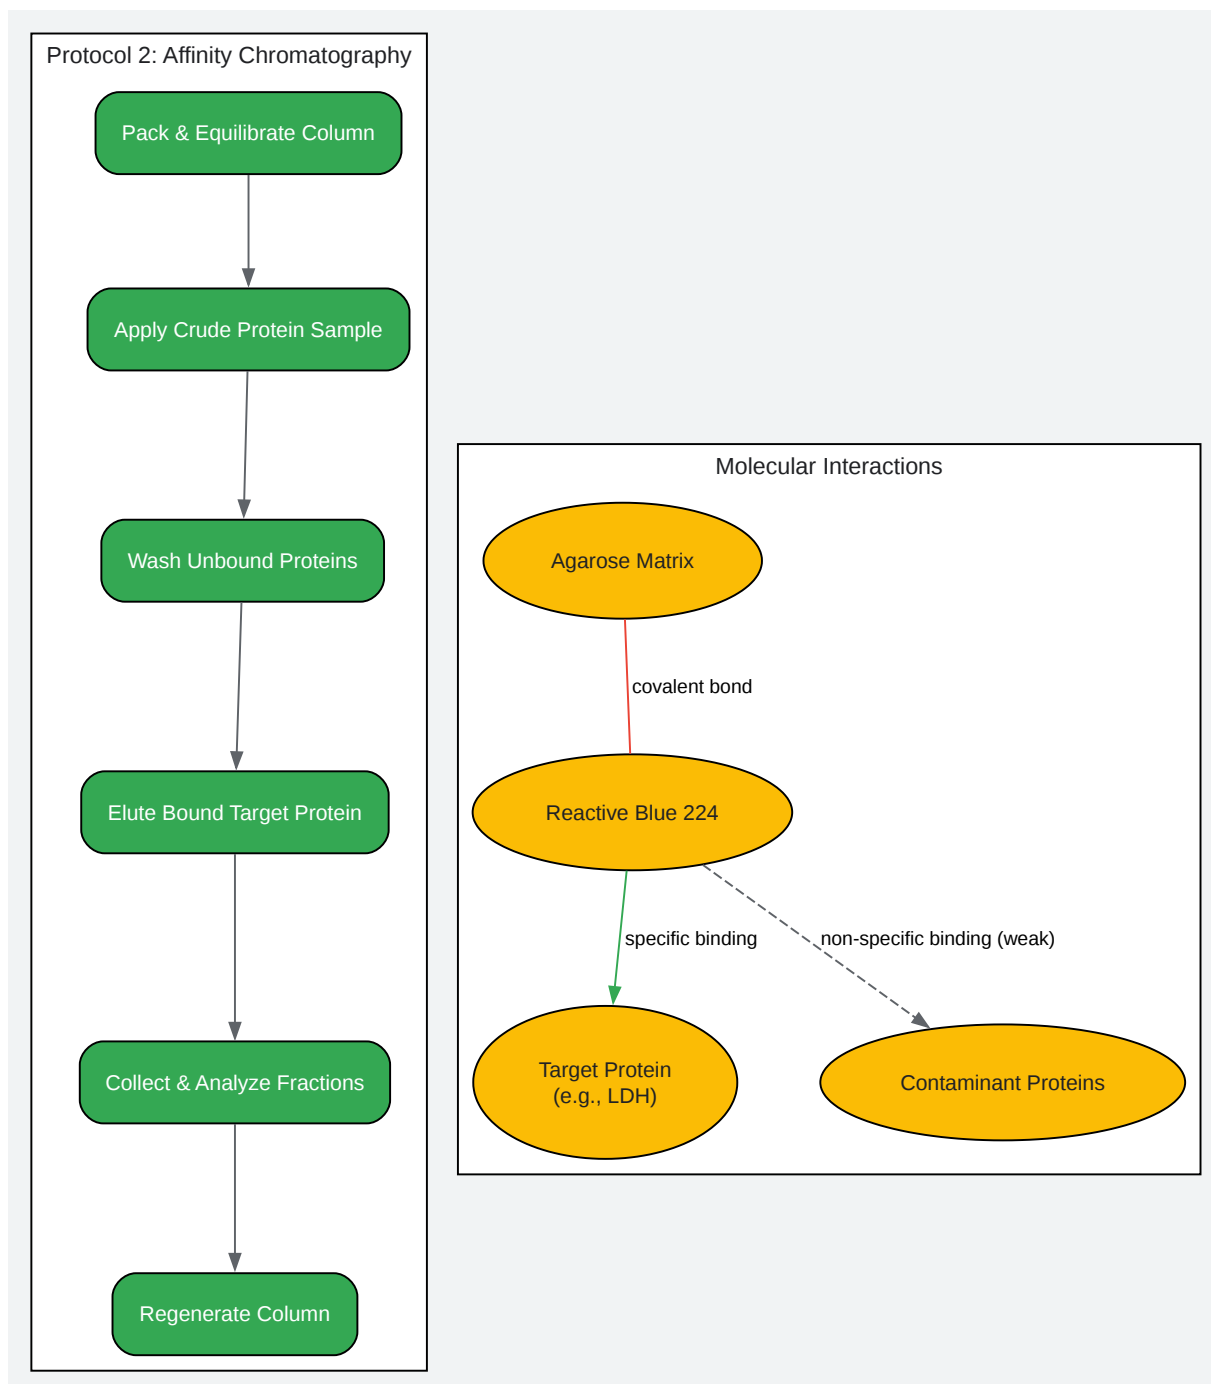 Protocol 2: Affinity Chromatography
Pack & Equilibrate Column
Apply Crude Protein Sample
Wash Unbound Proteins
Elute Bound Target Protein
Collect & Analyze Fractions
Regenerate Column
Molecular Interactions
Agarose Matrix
covalent bond
Reactive Blue 224
specific binding
non-specific binding (weak)
Target Protein
(e.g., LDH)
Contaminant Proteins